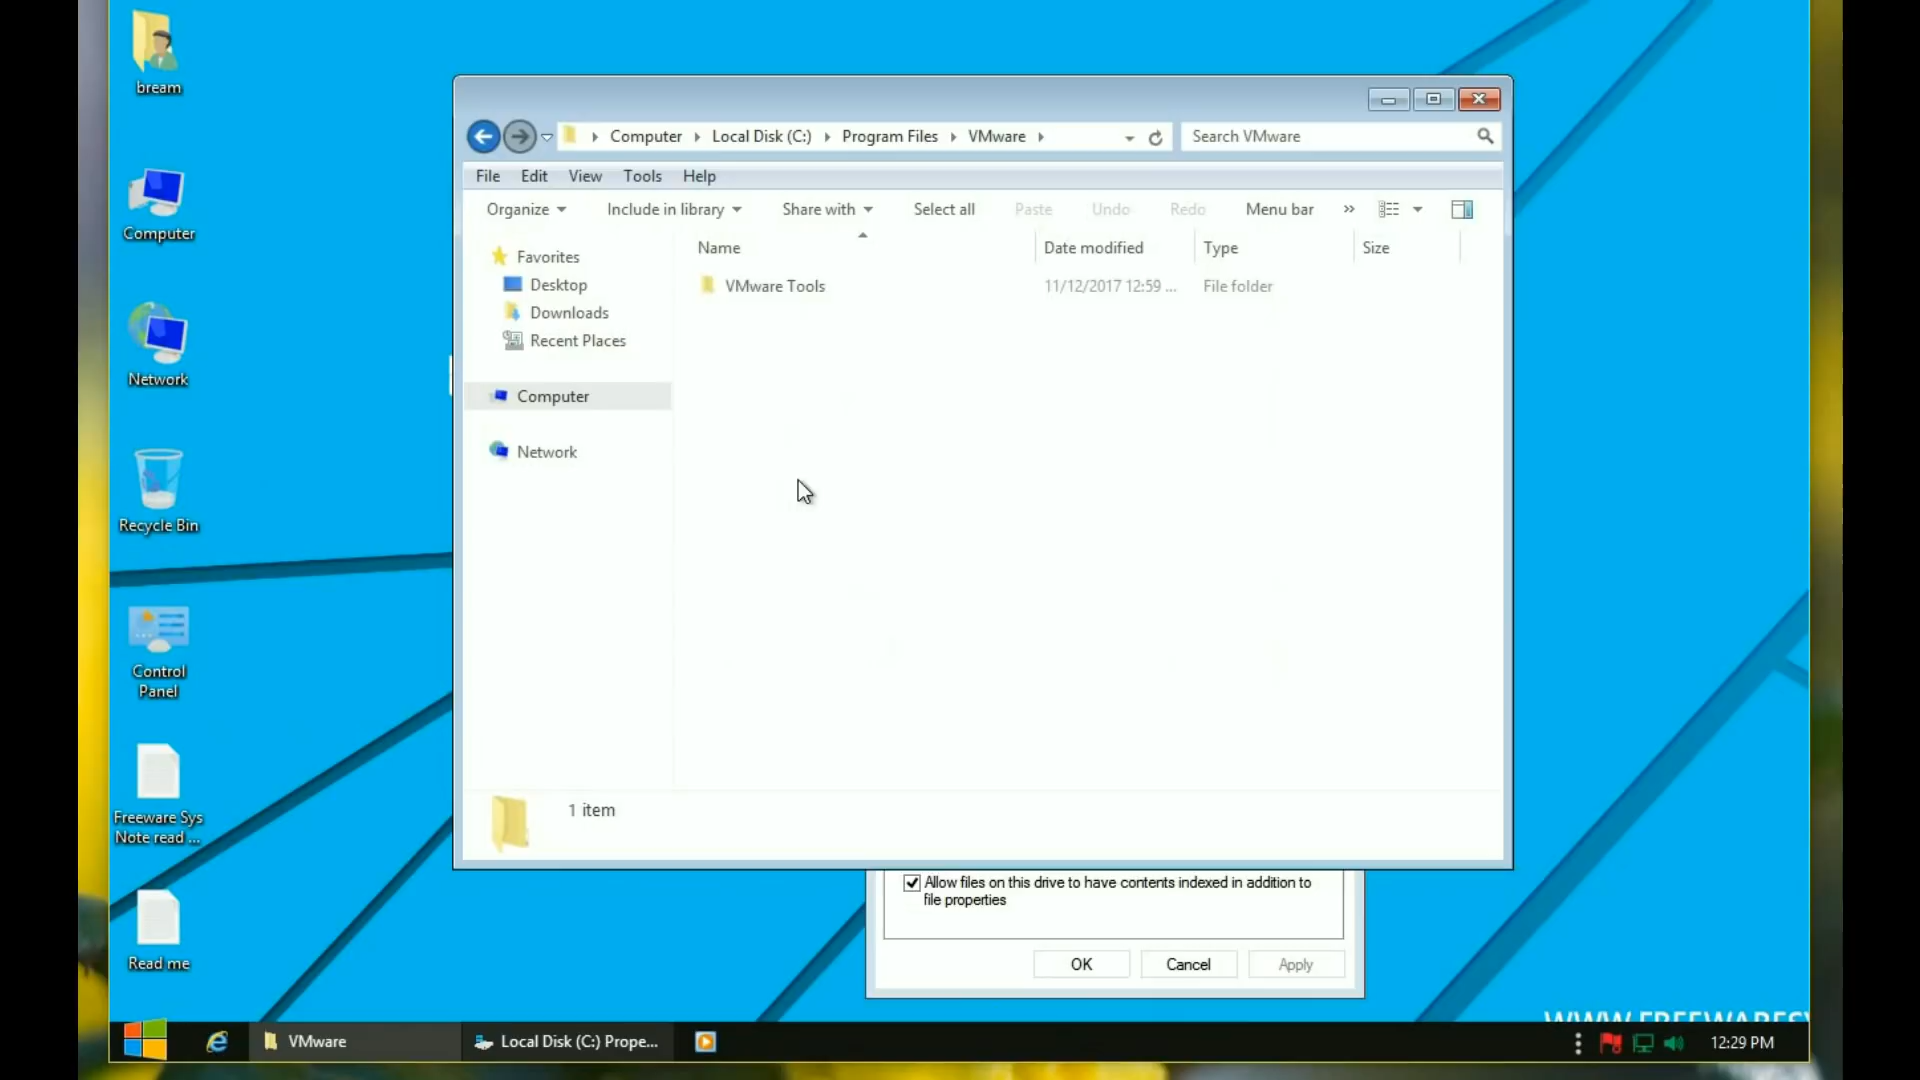 bream
Computer
Network
Recycle Bin
Control
Panel
Freeware Sys
Note read ...
Read me
Computer Local Disk (C:) Program Files VMware
Search VMware
File Edit View Tools Help
Organize Include in library Share with Select all Paste Undo Redo Menu bar »
Name Date modified Type Size
Favorites
Desktop
Downloads
Recent Places
Computer
Network
VMware Tools 11/12/2017 12:59 ... File folder
1 item
Allow files on this drive to have contents indexed in addition to
file properties
OK Cancel Apply
VMware
Local Disk (C:) Prope...
12:29 PM